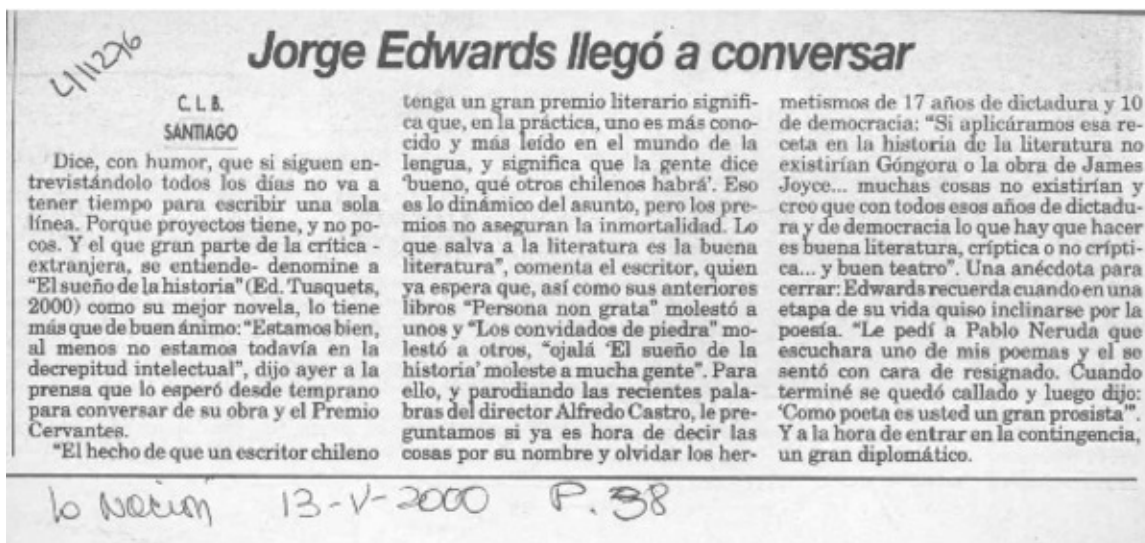 Jorge Edwards llegó a conversar
C. L. B.
SANTIAGO
Dice, con humor, que si siguen en-
trevistándolo todos los días no va a
tener tiempo para escribir una sola
línea. Porque proyectos tiene, y no po-
cos. Y el que gran parte de la crítica -
extranjera, se entiende- denomine a
"El sueño de la historia" (Ed. Tusquets,
2000) como su mejor novela, lo tiene
más que de buen ánimo: "Estamos bien,
al menos no estamos todavía en la
decrepitud intelectual", dijo ayer a la
prensa que lo esperó desde temprano
para conversar de su obra y el Premio
Cervantes.
"El hecho de que un escritor chileno
tenga un gran premio literario signifi-
ca que, en la práctica, uno es más cono-
cido y más leído en el mundo de la
lengua, y significa que la gente dice
'bueno, qué otros chilenos habrá'. Eso
es lo dinámico del asunto, pero los pre-
mios no aseguran la inmortalidad. Lo
que salva a la literatura es la buena
literatura", comenta el escritor, quien
ya espera que, así como sus anteriores
libros "Persona non grata" molestó a
unos y "Los convidados de piedra" mo-
lestó a otros, "ojalá 'El sueño de la
historia' moleste a mucha gente". Para
ello, y parodiando las recientes pala-
bras del director Alfredo Castro, le pre-
guntamos si ya es hora de decir las
cosas por su nombre y olvidar los her-
metismos de 17 años de dictadura y 10
de democracia: "Si aplicáramos esa re-
ceta en la historia de la literatura no
existirían Góngora o la obra de James
Joyce... muchas cosas no existirían y
creo que con todos esos años de dictadu-
ra y de democracia lo que hay que hacer
es buena literatura, críptica o no crípti-
ca... y buen teatro". Una anécdota para
cerrar: Edwards recuerda cuando en una
etapa de su vida quiso inclinarse por la
poesía. "Le pedí a Pablo Neruda que
escuchara uno de mis poemas y el se
sentó con cara de resignado. Cuando
terminé se quedó callado y luego dijo:
'Como poeta es usted un gran prosista'".
Y a la hora de entrar en la contingencia,
un gran diplomático.
la Nación 13-V-2000 P. 38